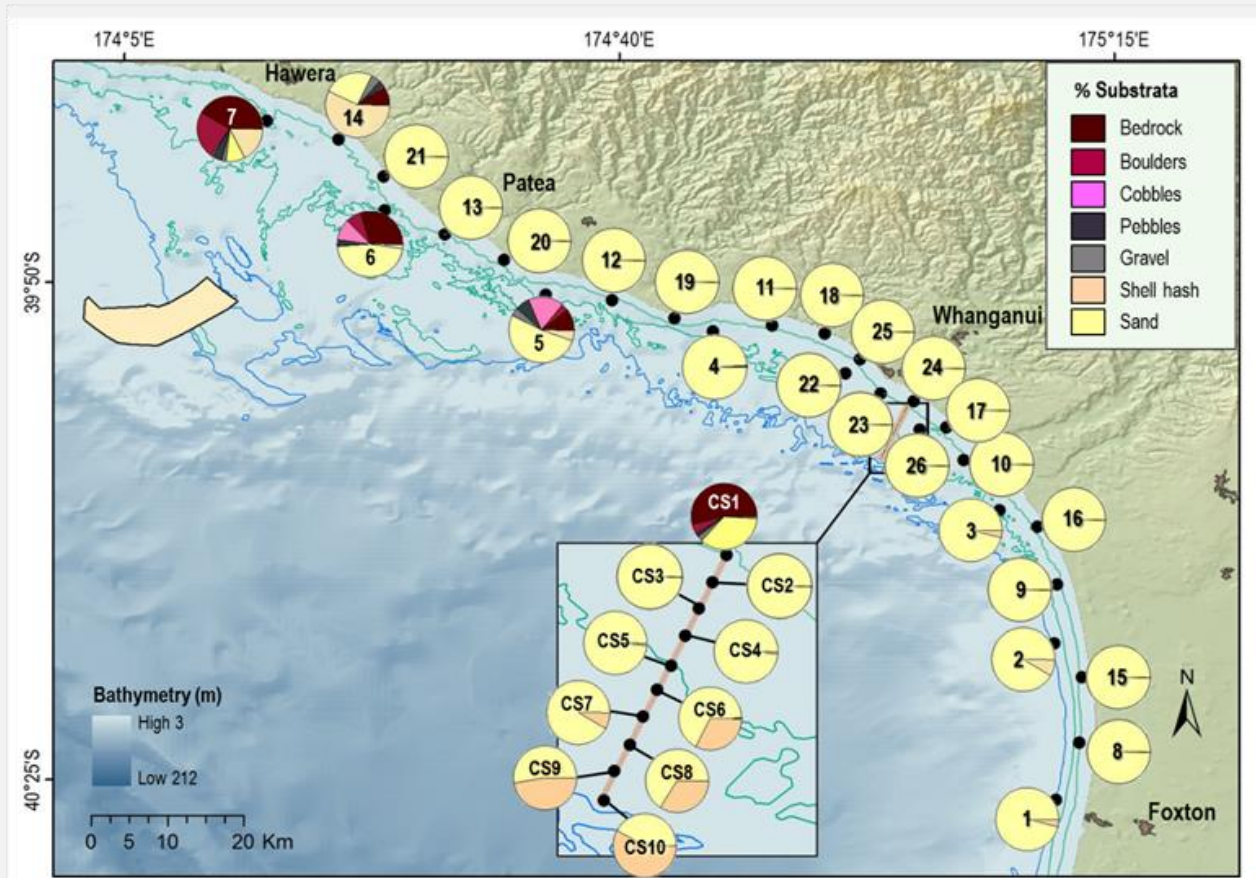 174°5'E
174°40'E
175°15'E
Hawera
7
14
21
Patea
13
20
6
12
19
11
18
39°50'S
5
4
25
Whanganui
24
22
17
23
26
10
3
16
9
2
15
8
1
Foxton
% Substrata
Bedrock
Boulders
Cobbles
Pebbles
Gravel
Shell hash
Sand
CS1
CS3
CS2
CS5
CS4
CS7
CS6
CS9
CS8
CS10
Bathymetry (m)
High 3
Low 212
40°25'S
0 5 10 20 Km
N